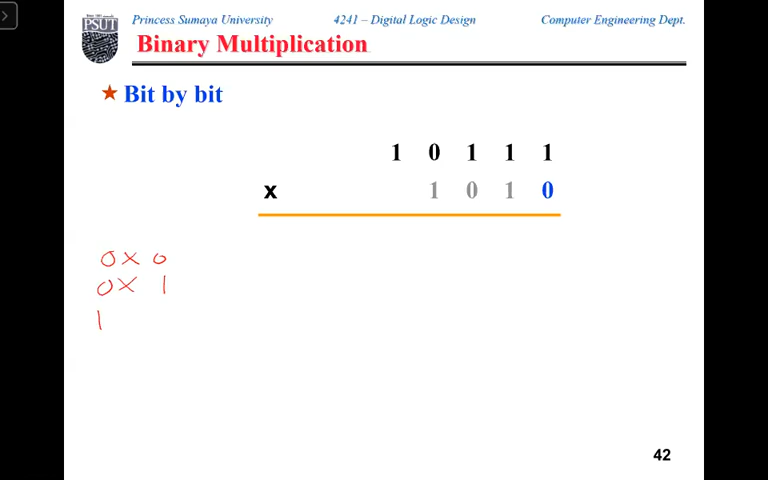 Princess Sumaya University 4241 – Digital Logic Design Computer Engineering Dept.
PSUT
Binary Multiplication
Bit by bit
1 0 1 1 1
x 1 0 1 0
0 x 0
0 x 1
1
42